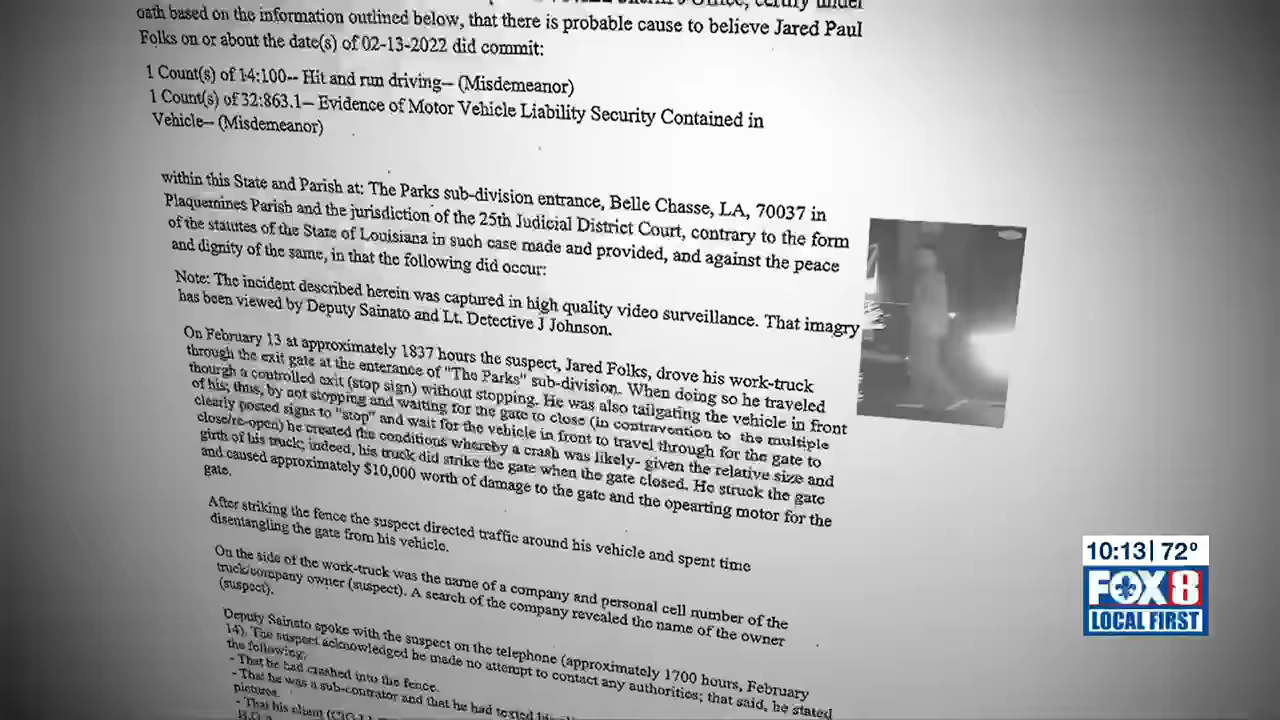 oath based on the information outlined below, that there is probable cause to believe Jared Paul
Folks on or about the date(s) of 02-13-2022 did commit:
1 Count(s) of 14:100-- Hit and run driving-- (Misdemeanor)
1 Count(s) of 32:863.1-- Evidence of Motor Vehicle Liability Security Contained in
Vehicle-- (Misdemeanor)
within this State and Parish at: The Parks sub-division entrance, Belle Chasse, LA, 70037 in
Plaquemines Parish and the jurisdiction of the 25th Judicial District Court, contrary to the form
of the statutes of the State of Louisiana in such case made and provided, and against the peace
and dignity of the same, in that the following did occur:
Note: The incident described herein was captured in high quality video surveillance. That imagry
has been viewed by Deputy Sainato and Lt. Detective J Johnson.
On February 13 at approximately 1837 hours the suspect, Jared Folks, drove his work-truck
through the exit gate at the enterance of "The Parks" sub-division. When doing so he traveled
though a controlled exit (stop sign) without stopping. He was also tailgating the vehicle in front
of his; thus, by not stopping and waiting for the gate to close (in contravention to the multiple
clearly posted signs to "stop" and wait for the vehicle in front to travel through for the gate to
close/re-open) he created the conditions whereby a crash was likely- given the relative size and
girth of his truck; indeed, his truck did strike the gate when the gate closed. He struck the gate
and caused approximately $10,000 worth of damage to the gate and the opearting motor for the
gate.
After striking the fence the suspect directed traffic around his vehicle and spent time
disentangling the gate from his vehicle.
On the side of the work-truck was the name of a company and personal cell number of the
truck/company owner (suspect). A search of the company revealed the name of the owner
(suspect).
Deputy Sainato spoke with the suspect on the telephone (approximately 1700 hours, February
14). The suspect acknowledged he made no attempt to contact any authorities; that said, he stated
the following:
- That he had crashed into the fence.
- That he was a sub-contrator and that he had texted
pictures.
- That his client
10:13 | 72°
FOX 8
LOCAL FIRST